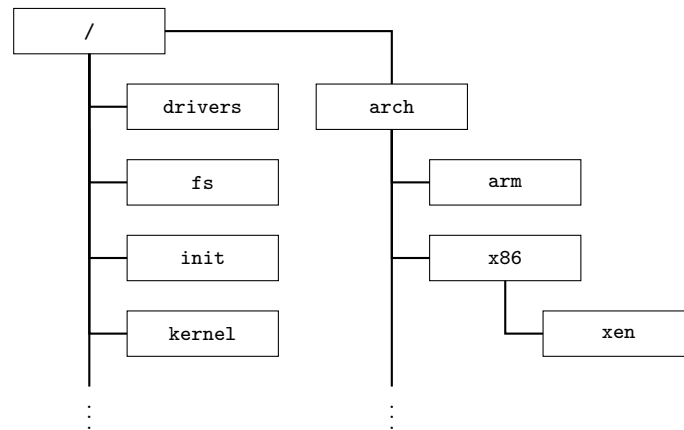 /
drivers
arch
fs
arm
init
x86
kernel
xen
⋮
⋮